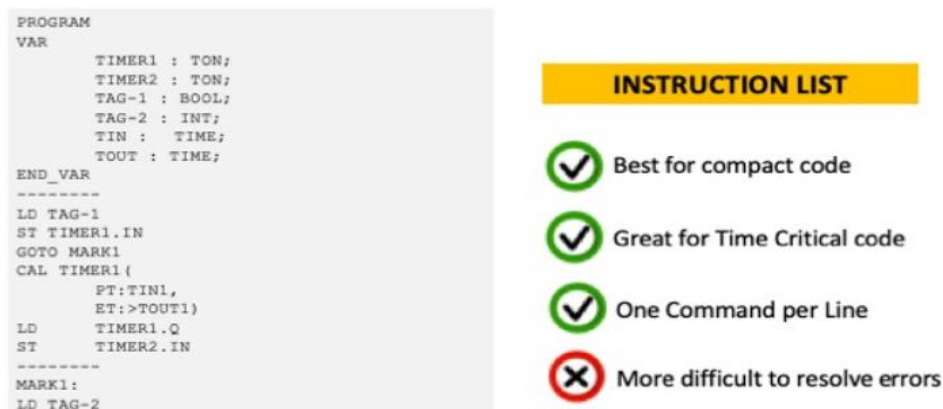 PROGRAM
VAR
TIMER1 : TON;
TIMER2 : TON;
TAG-1 : BOOL;
TAG-2 : INT;
TIN : TIME;
TOUT : TIME;
END_VAR
--------
LD TAG-1
ST TIMER1.IN
GOTO MARK1
CAL TIMER1(
PT:TIN1,
ET:>TOUT1)
LD TIMER1.Q
ST TIMER2.IN
--------
MARK1:
LD TAG-2
INSTRUCTION LIST
Best for compact code
Great for Time Critical code
One Command per Line
More difficult to resolve errors